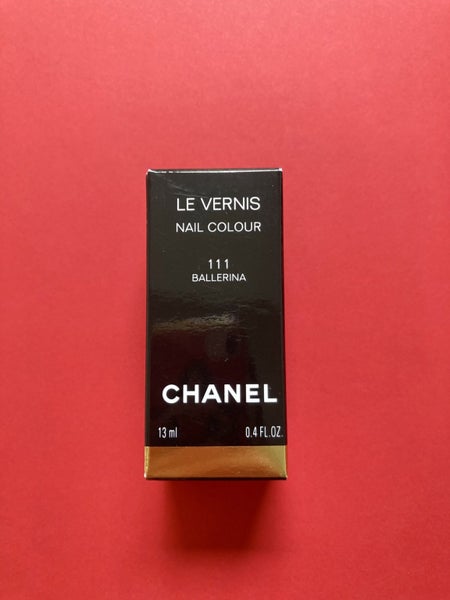 LE VERNIS
NAIL COLOUR
111
BALLERINA
CHANEL
13 ml 0.4 FL.OZ.